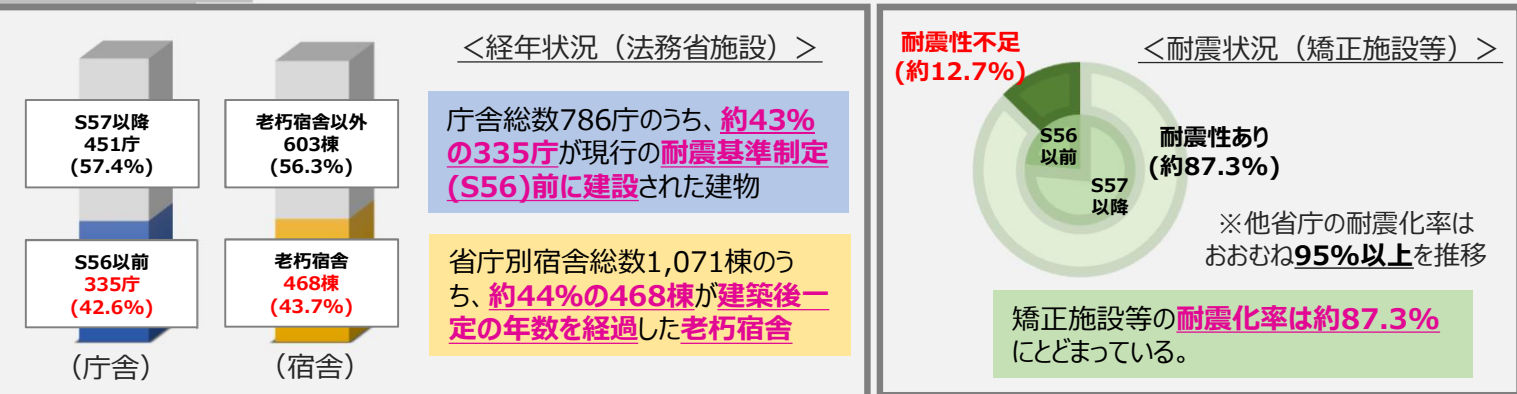 <経年状況（法務省施設）>
S57以降
451庁
(57.4%)
S56以前
335庁
(42.6%)
（庁舎）
老朽宿舎以外
603棟
(56.3%)
老朽宿舎
468棟
(43.7%)
（宿舎）
庁舎総数786庁のうち、約43%
の335庁が現行の耐震基準制定
(S56)前に建設された建物
省庁別宿舎総数1,071棟のう
ち、約44%の468棟が建築後一
定の年数を経過した老朽宿舎
<耐震状況（矯正施設等）>
耐震性不足
(約12.7%)
S56
以前
S57
以降
耐震性あり
(約87.3%)
※他省庁の耐震化率は
おおむね95%以上を推移
矯正施設等の耐震化率は約87.3%
にとどまっている。